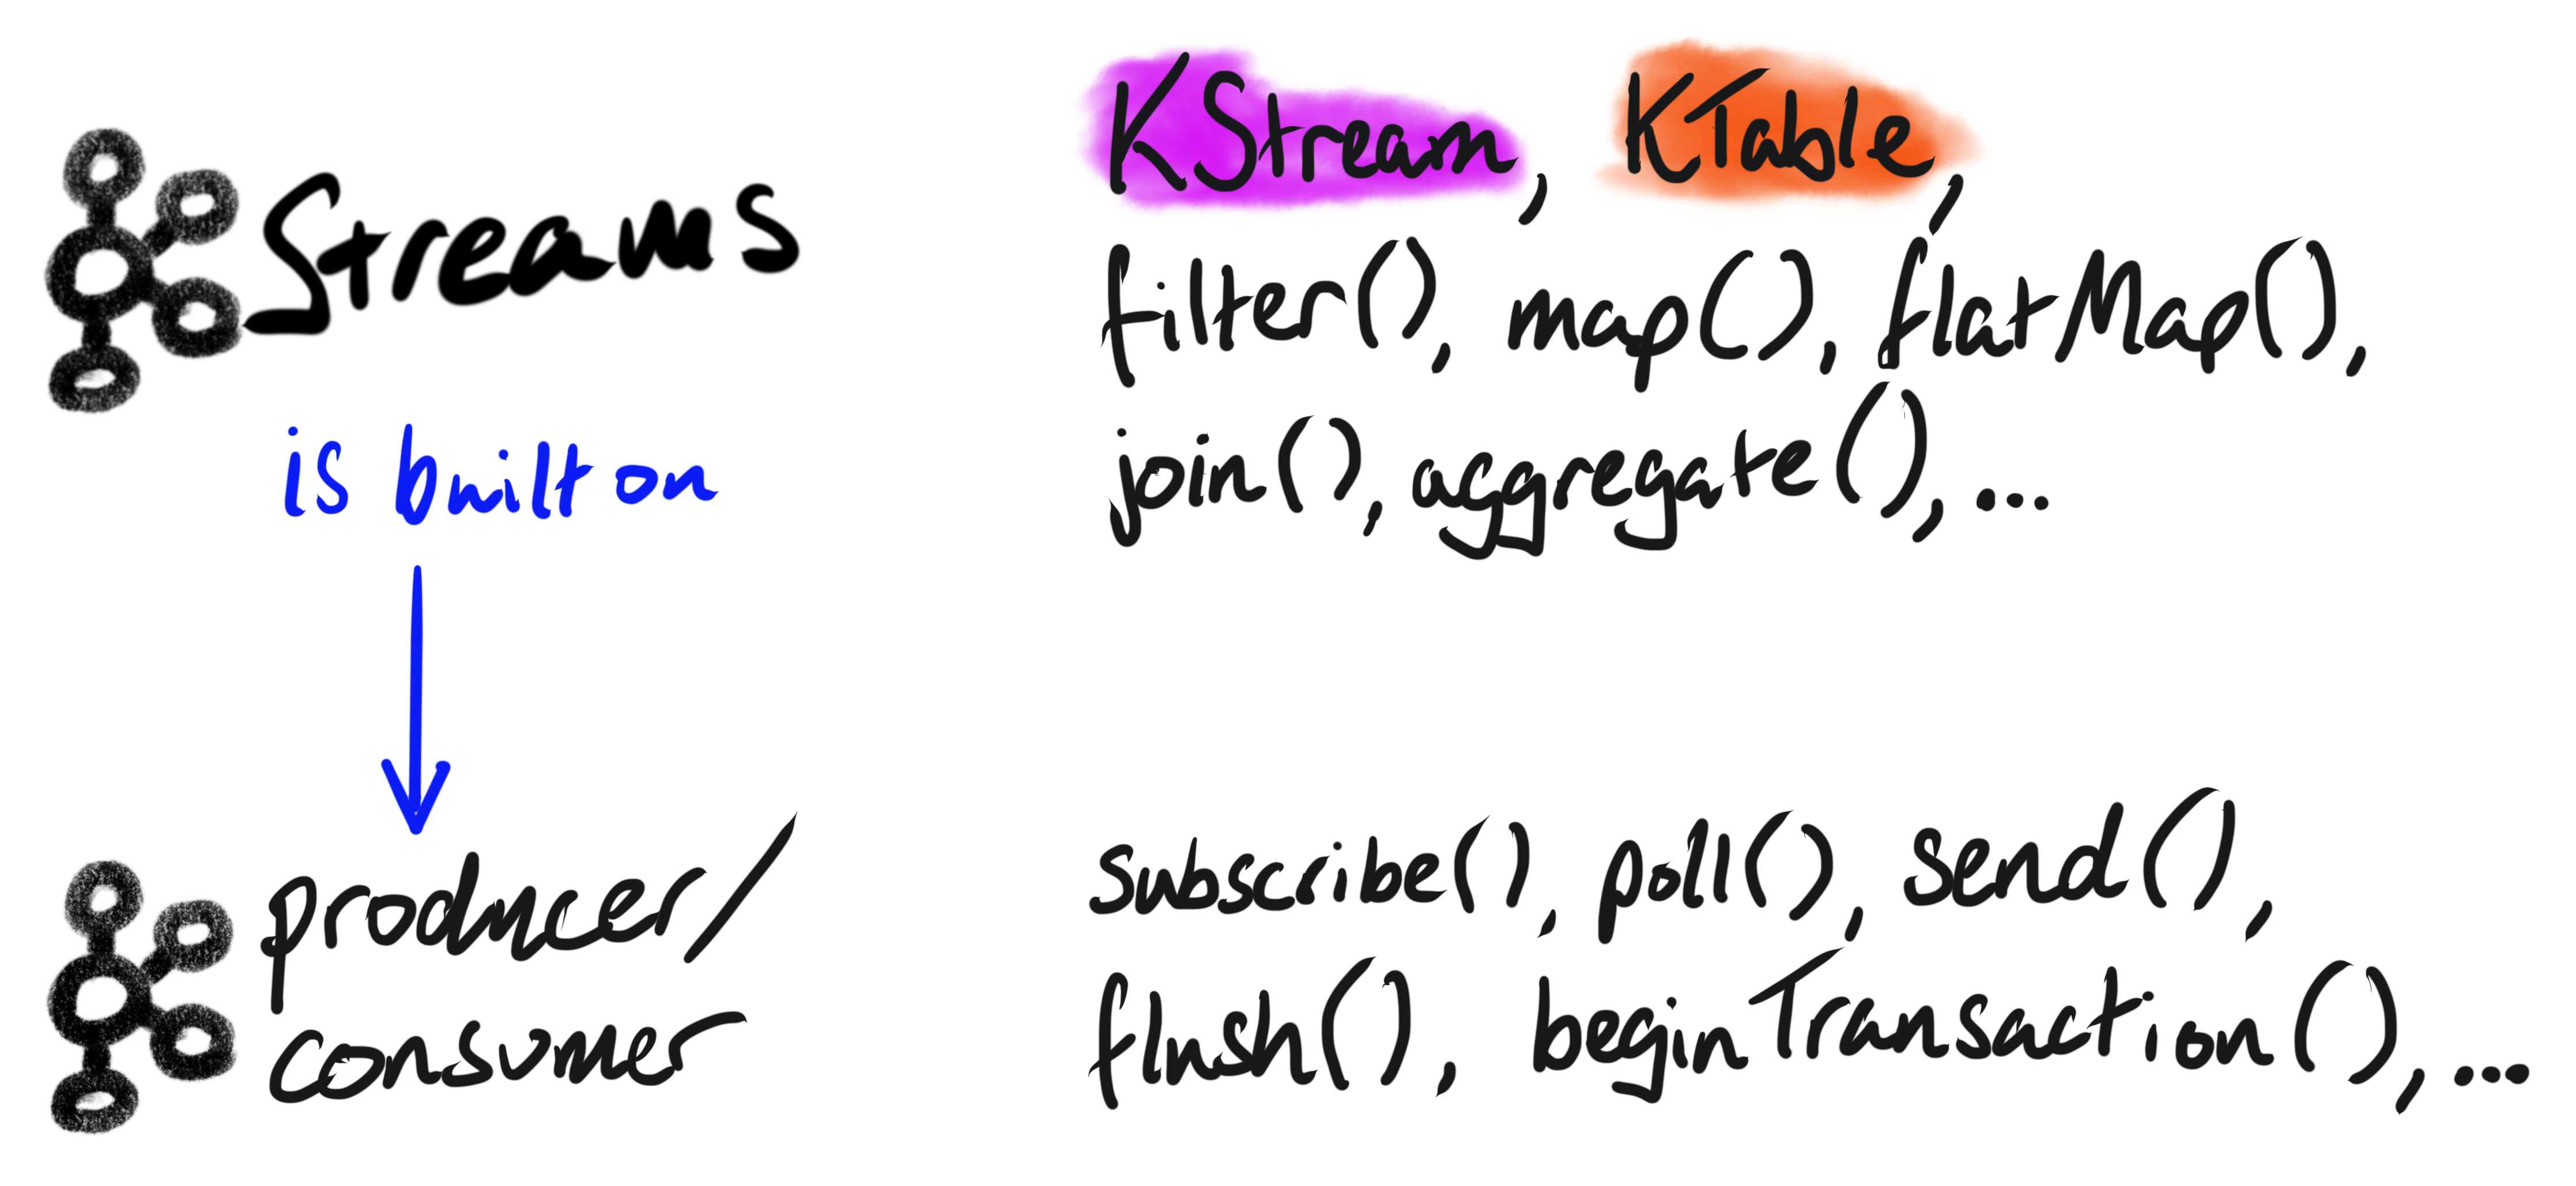 Streams
KStream, KTable,
filter(), map(), flatMap(),
join(), aggregate(), ...
is built on
producer/
consumer
subscribe(), poll(), send(),
flush(), beginTransaction(), ...